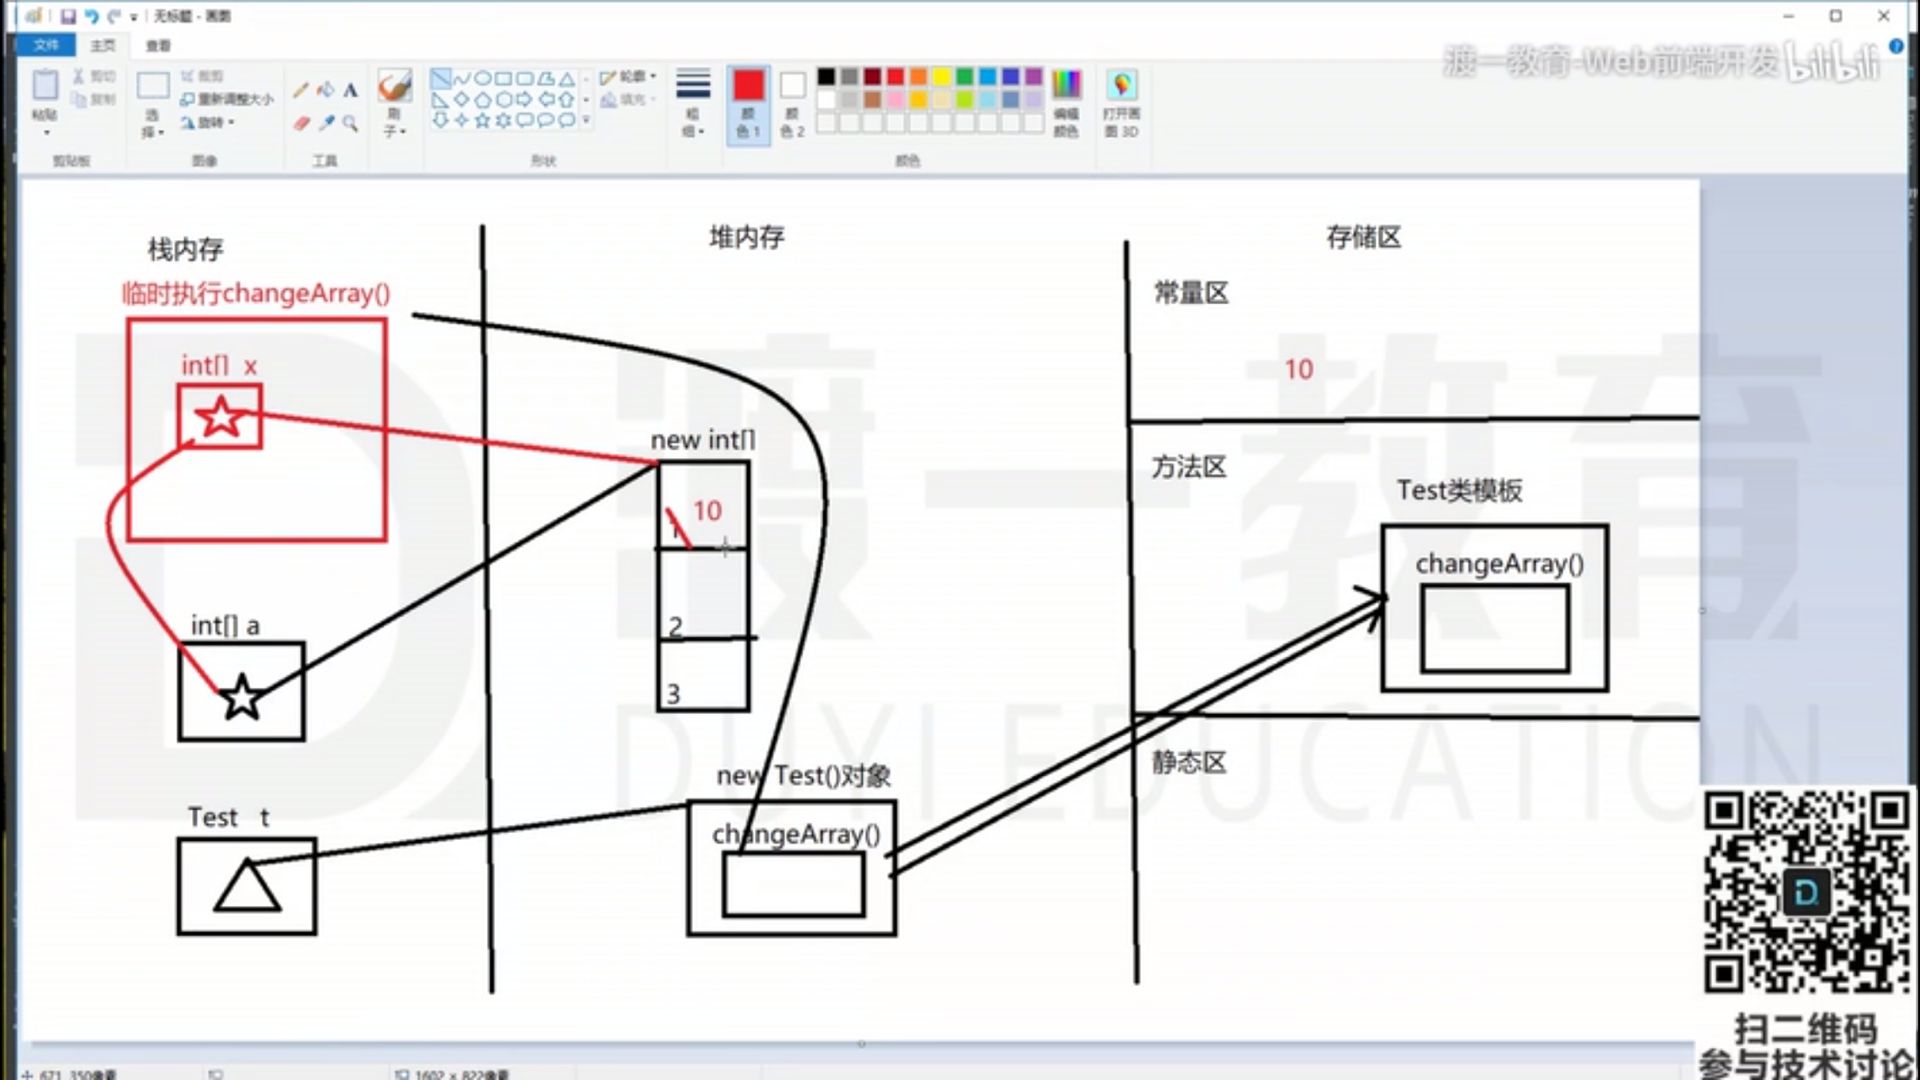 无标题 - 画图
文件 主页 查看
粘贴
剪切
复制
剪贴板
选择
裁剪
重新调整大小
旋转
图像
A
工具
刷子
轮廓
填充
形状
粗细
颜色 1
颜色 2
编辑颜色
颜色
打开画图 3D
渡一教育-Web前端开发 bilibili
栈内存
堆内存
存储区
临时执行changeArray()
常量区
int[] x
10
new int[]
方法区
Test类模板
10
1
changeArray()
int[] a
2
3
静态区
new Test()对象
Test t
changeArray()
渡一教育
DUYI EDUCATION
扫二维码
参与技术讨论
671, 350像素
1602 × 822像素